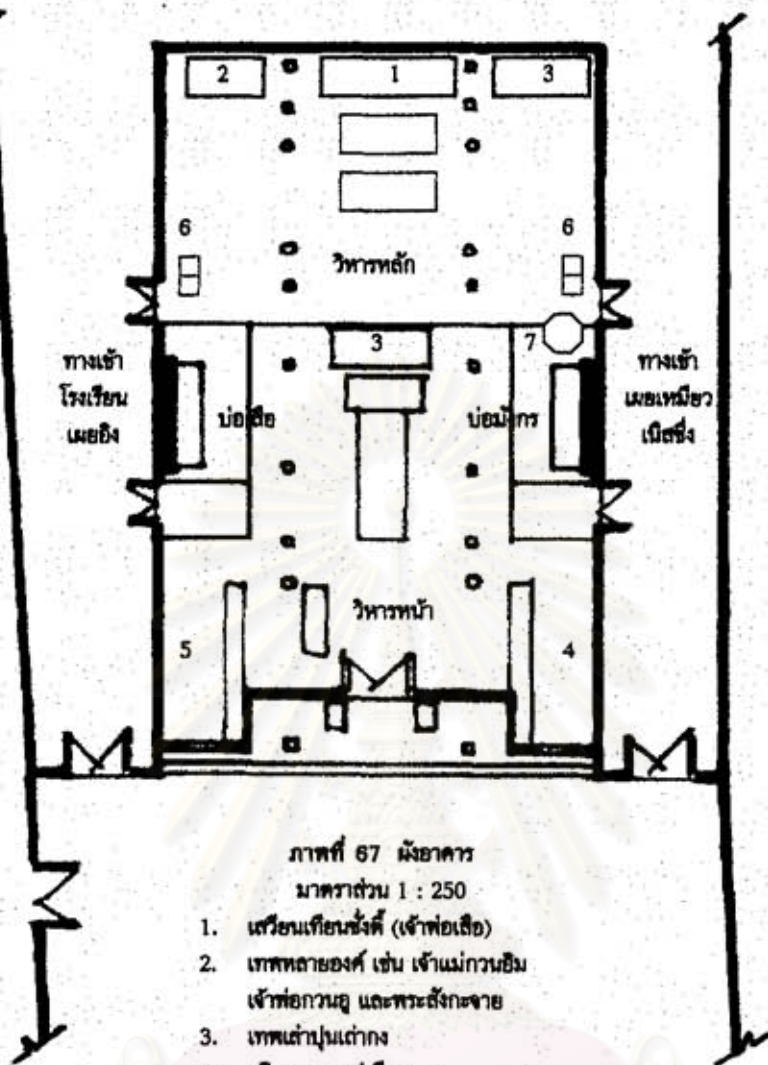 2
1
3
6
6
วิหารหลัก
3
7
ทางเข้า
โรงเรียน
เผยอิง
บ่อเสือ
บ่อมังกร
ทางเข้า
เผยเหมียว
เนิสซึ่ง
วิหารหน้า
5
4
ภาพที่ 67 ผังอาคาร
มาตราส่วน 1 : 250
1. เสวียนเทียนซั่งตี้ (เจ้าพ่อเสือ)
2. เทพหลายองค์ เช่น เจ้าแม่กวนอิม
เจ้าพ่อกวนอู และพระสังกะจาย
3. เทพเล่าปุนเถ่ากง